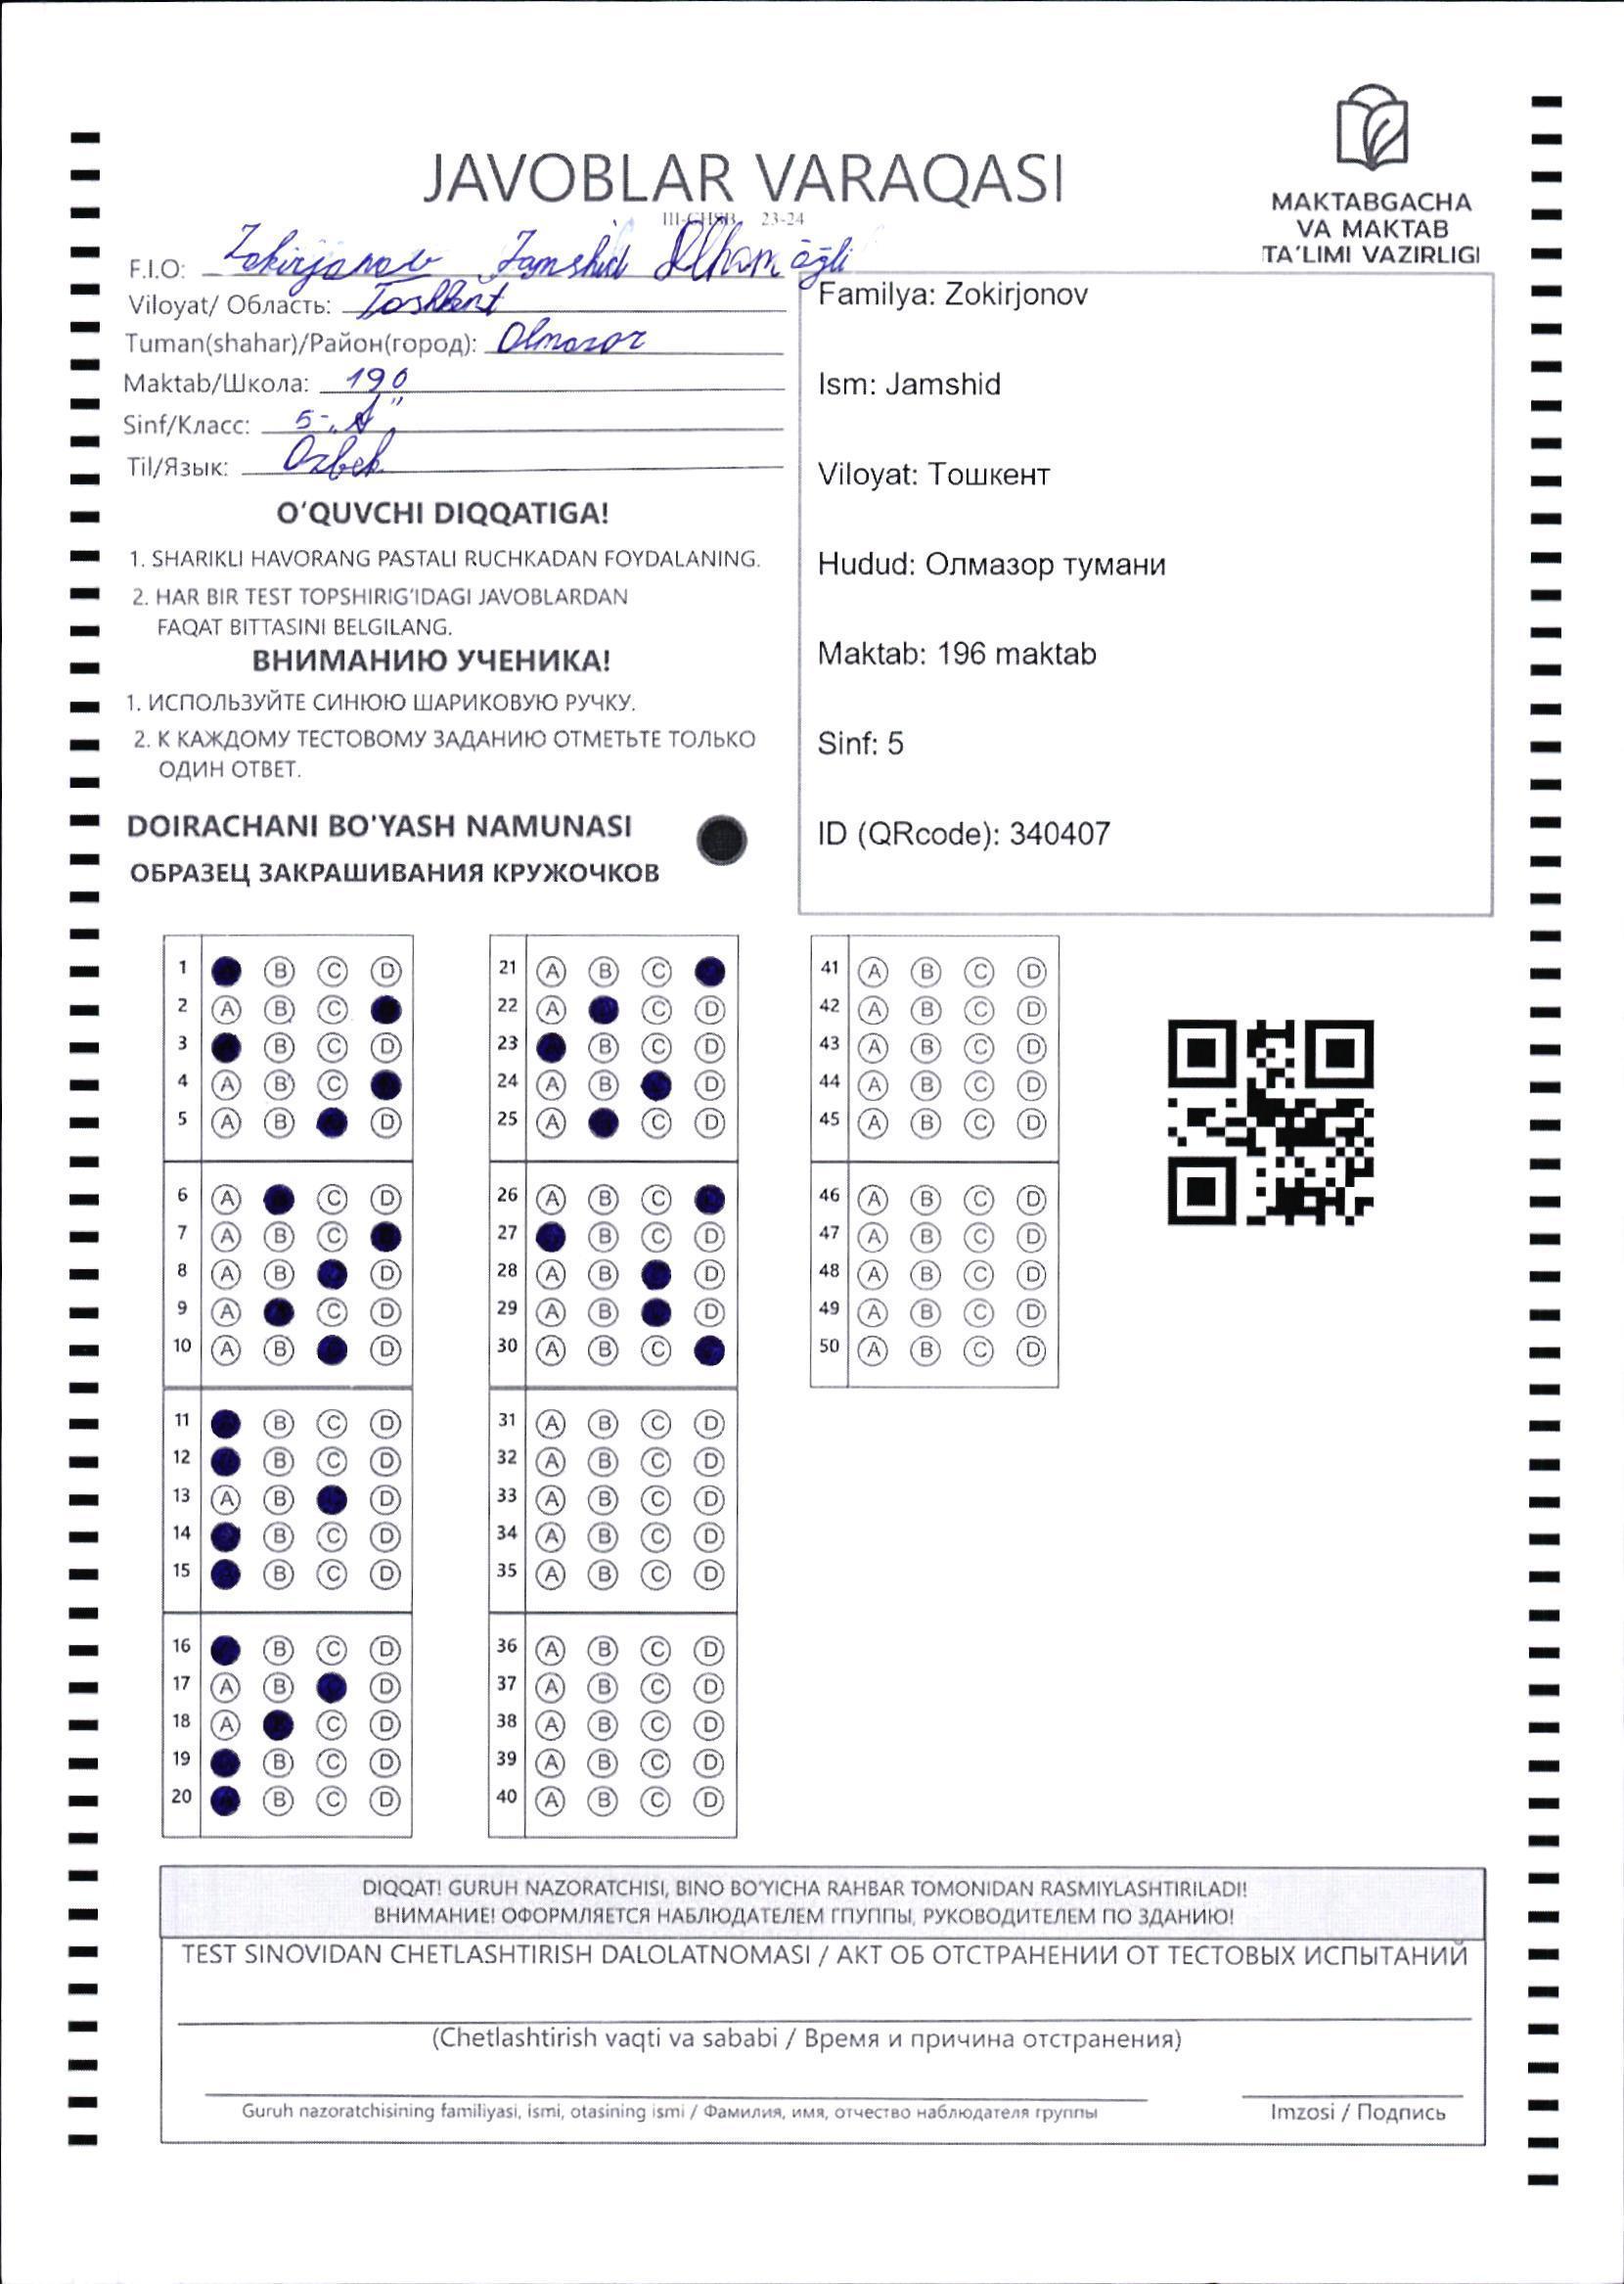 JAVOBLAR VARAQASI
III-CHSB 23-24
MAKTABGACHA
VA MAKTAB
TA'LIMI VAZIRLIGI
F.I.O: Zokirjonov Jamshid Ilhom o'gli
Viloyat/ Область: Toshkent
Tuman(shahar)/Район(город): Olmazor
Maktab/Школа: 196
Sinf/Класс: 5-„A"
Til/Язык: Ozbek
O'QUVCHI DIQQATIGA!
1. SHARIKLI HAVORANG PASTALI RUCHKADAN FOYDALANING.
2. HAR BIR TEST TOPSHIRIG'IDAGI JAVOBLARDAN
FAQAT BITTASINI BELGILANG.
ВНИМАНИЮ УЧЕНИКА!
1. ИСПОЛЬЗУЙТЕ СИНЮЮ ШАРИКОВУЮ РУЧКУ.
2. К КАЖДОМУ ТЕСТОВОМУ ЗАДАНИЮ ОТМЕТЬТЕ ТОЛЬКО
ОДИН ОТВЕТ.
DOIRACHANI BO'YASH NAMUNASI
ОБРАЗЕЦ ЗАКРАШИВАНИЯ КРУЖОЧКОВ
Familya: Zokirjonov
Ism: Jamshid
Viloyat: Тошкент
Hudud: Олмазор тумани
Maktab: 196 maktab
Sinf: 5
ID (QRcode): 340407
1 B C D
2 A B C
3 B C D
4 A B C
5 A B D
6 A C D
7 A B C
8 A B D
9 A C D
10 A B D
11 B C D
12 B C D
13 A B D
14 B C D
15 B C D
16 B C D
17 A B D
18 A C D
19 B C D
20 B C D
21 A B C
22 A C D
23 B C D
24 A B D
25 A C D
26 A B C
27 B C D
28 A B D
29 A B D
30 A B C
31 A B C D
32 A B C D
33 A B C D
34 A B C D
35 A B C D
36 A B C D
37 A B C D
38 A B C D
39 A B C D
40 A B C D
41 A B C D
42 A B C D
43 A B C D
44 A B C D
45 A B C D
46 A B C D
47 A B C D
48 A B C D
49 A B C D
50 A B C D
DIQQAT! GURUH NAZORATCHISI, BINO BO'YICHA RAHBAR TOMONIDAN RASMIYLASHTIRILADI!
ВНИМАНИЕ! ОФОРМЛЯЕТСЯ НАБЛЮДАТЕЛЕМ ГПУППЫ, РУКОВОДИТЕЛЕМ ПО ЗДАНИЮ!
TEST SINOVIDAN CHETLASHTIRISH DALOLATNOMASI / АКТ ОБ ОТСТРАНЕНИИ ОТ ТЕСТОВЫХ ИСПЫТАНИЙ
(Chetlashtirish vaqti va sababi / Время и причина отстранения)
Guruh nazoratchisining familiyasi, ismi, otasining ismi / Фамилия, имя, отчество наблюдателя группы
Imzosi / Подпись